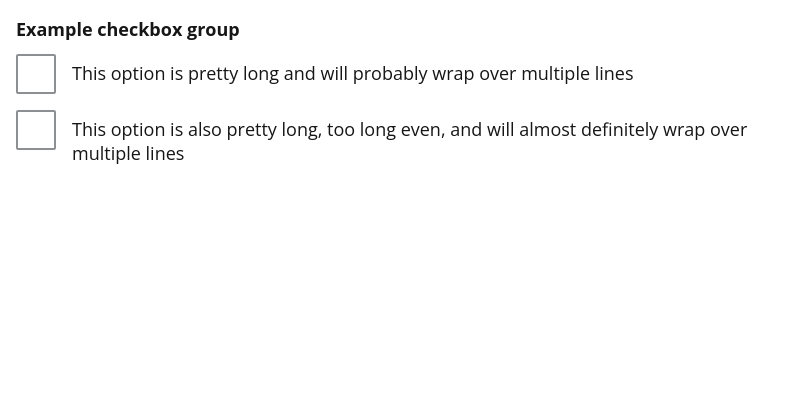 Example checkbox group
This option is pretty long and will probably wrap over multiple lines
This option is also pretty long, too long even, and will almost definitely wrap over
multiple lines